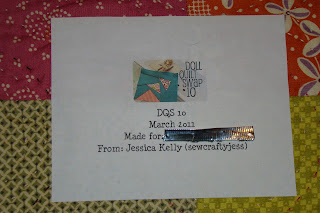 DOLL
QUILT
SWAP
·10
DQS 10
March 2011
Made for:
From: Jessica Kelly (sewcraftyjess)